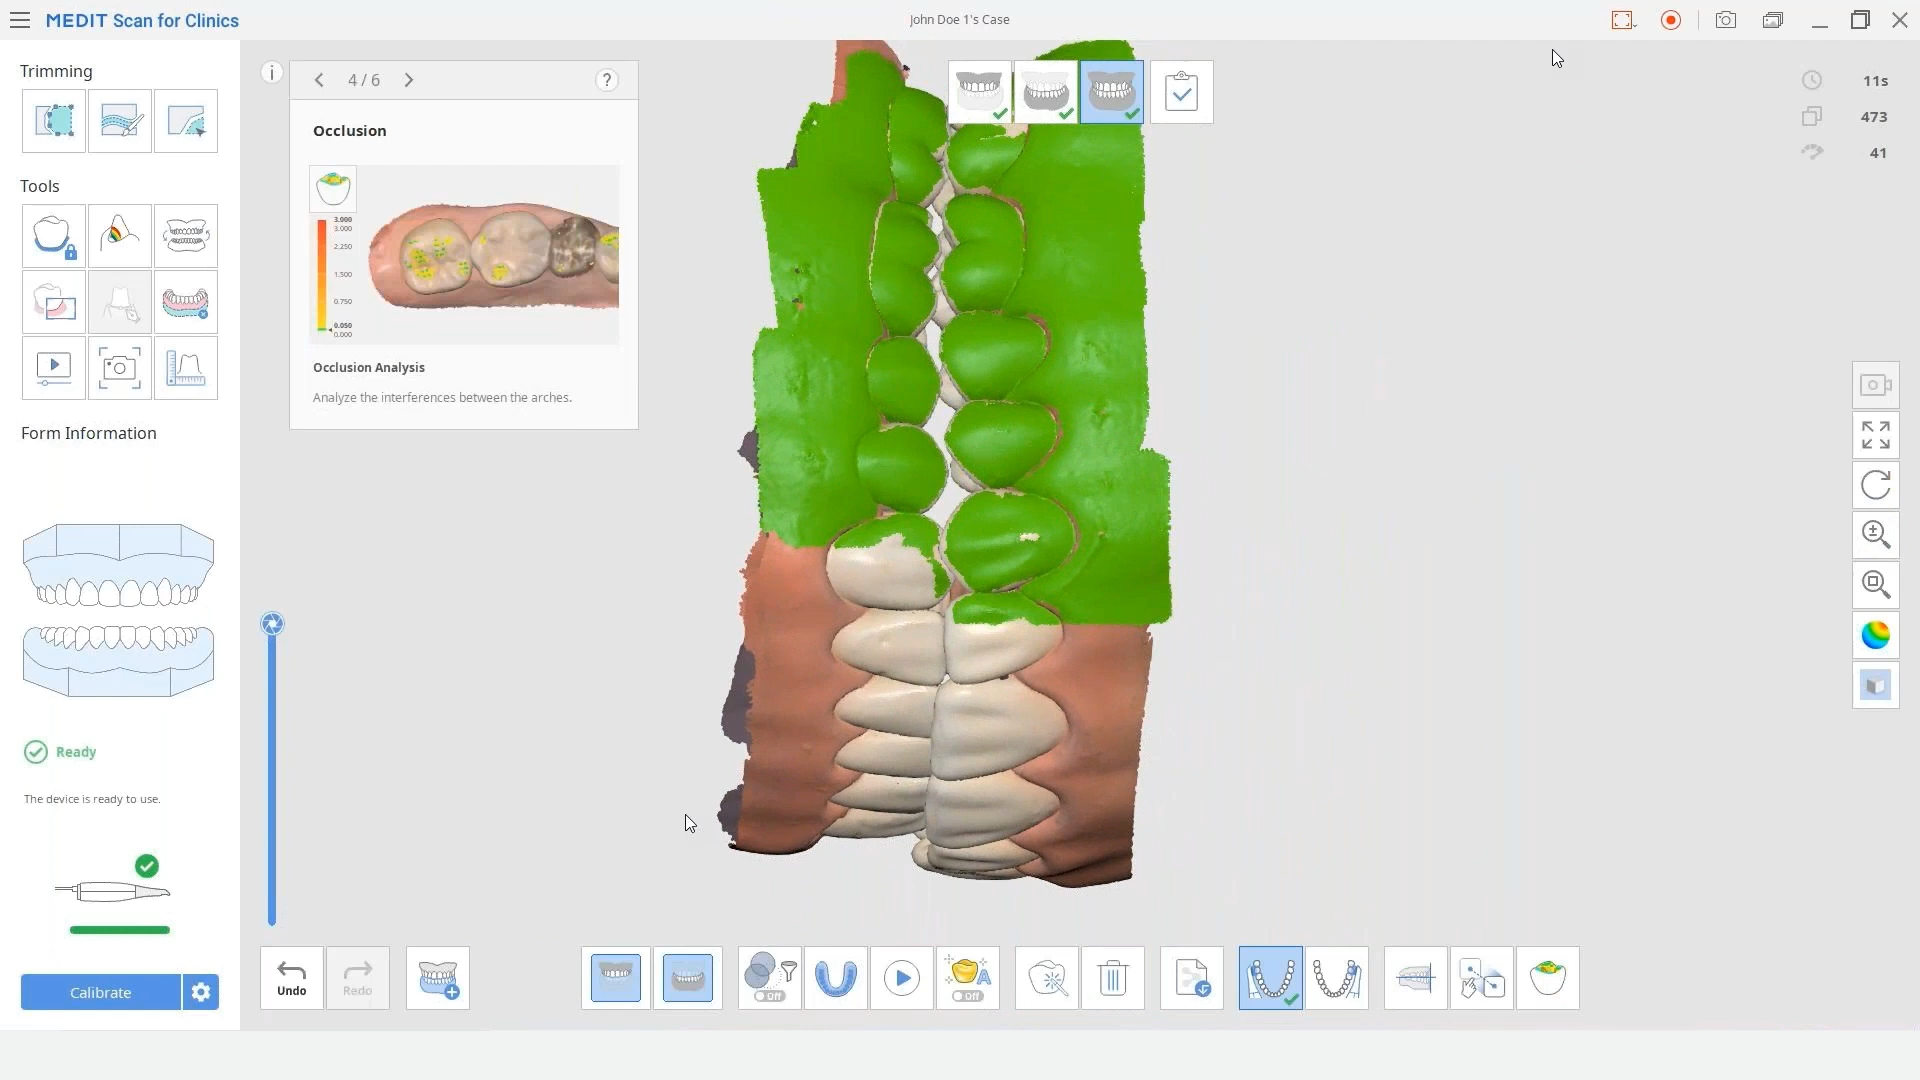 MEDIT Scan for Clinics
John Doe 1's Case
Trimming
Tools
Form Information
Ready
The device is ready to use.
Calibrate
i
4 / 6
?
Occlusion
3.000
3.000
2.250
1.500
0.750
0.050
0.000
Occlusion Analysis
Analyze the interferences between the arches.
11s
473
41
Undo
Redo
Off
A
Off